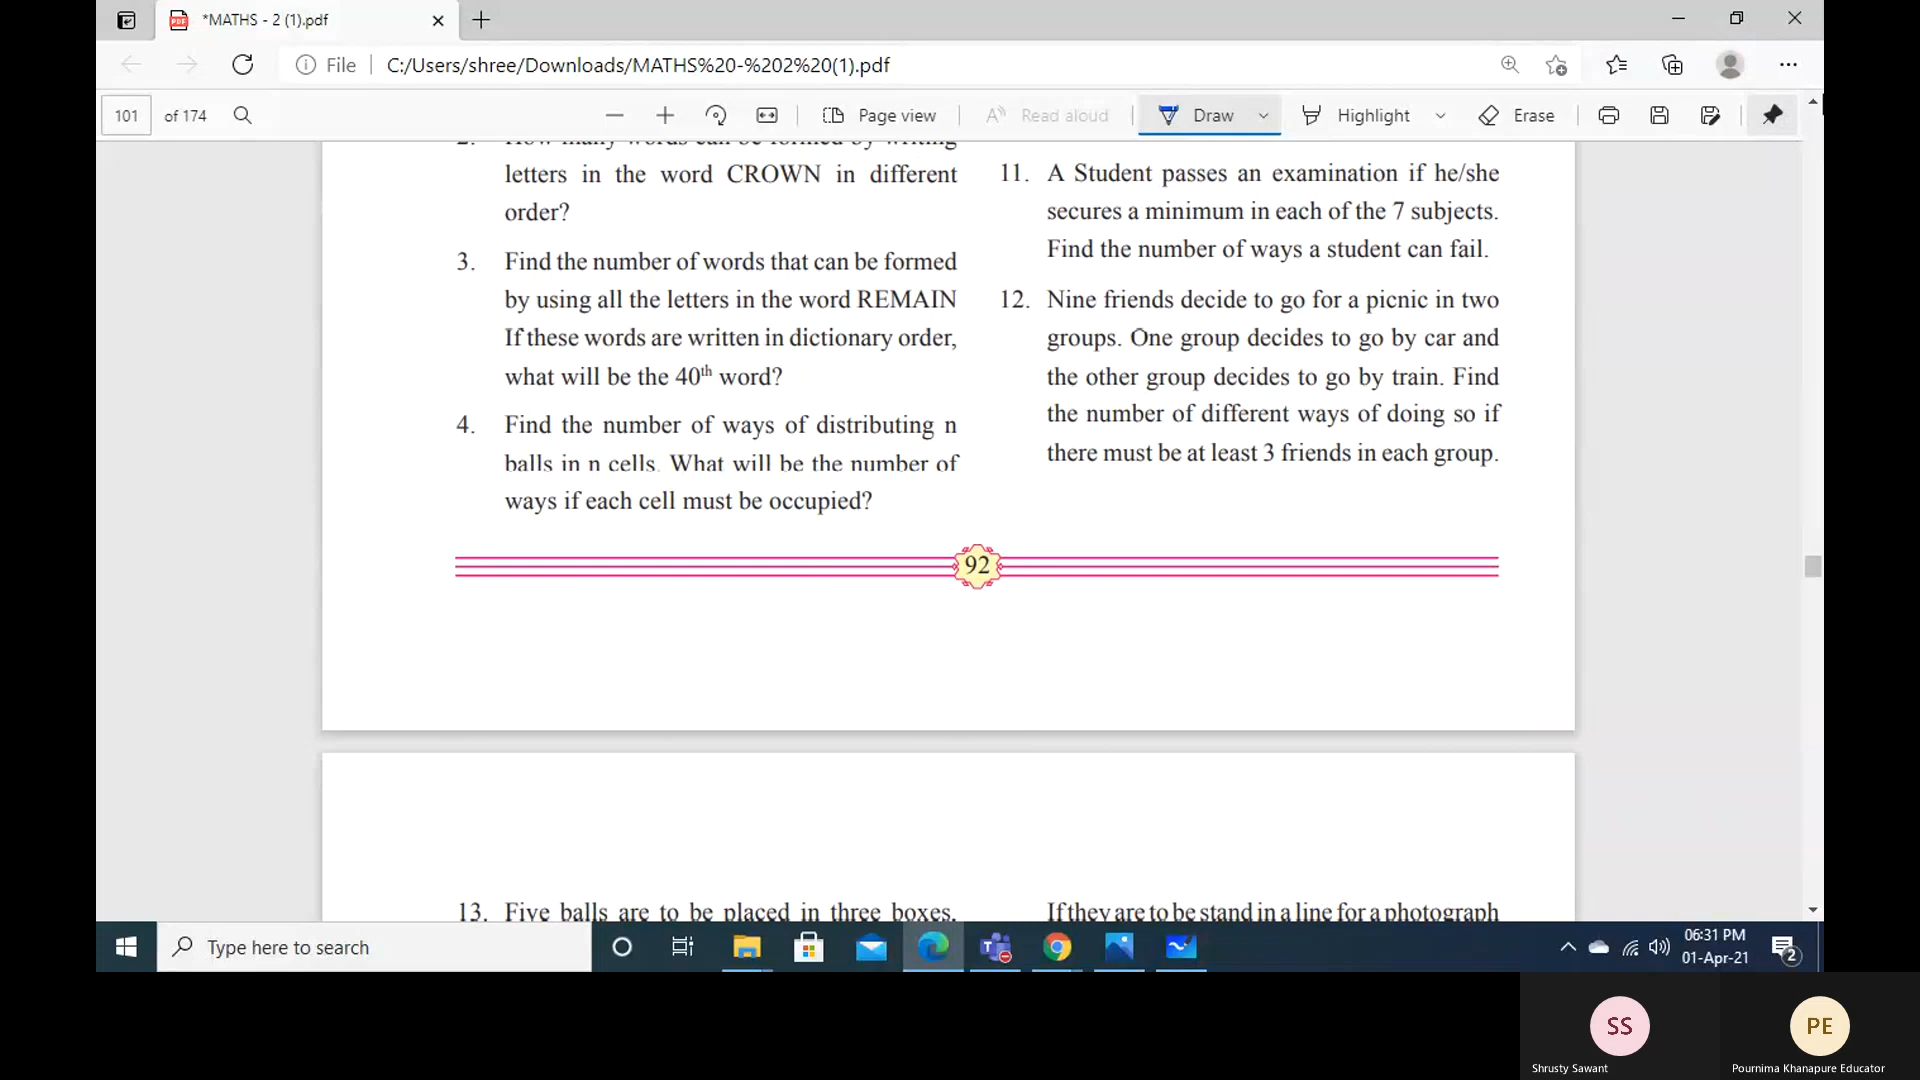 *MATHS - 2 (1).pdf
File
C:/Users/shree/Downloads/MATHS%20-%202%20(1).pdf
101 of 174
Page view
Read aloud
Draw
Highlight
Erase
2. How many words can be formed by writing
letters in the word CROWN in different
order?
3. Find the number of words that can be formed
by using all the letters in the word REMAIN
If these words are written in dictionary order,
what will be the 40th word?
4. Find the number of ways of distributing n
balls in n cells. What will be the number of
ways if each cell must be occupied?
11. A Student passes an examination if he/she
secures a minimum in each of the 7 subjects.
Find the number of ways a student can fail.
12. Nine friends decide to go for a picnic in two
groups. One group decides to go by car and
the other group decides to go by train. Find
the number of different ways of doing so if
there must be at least 3 friends in each group.
92
13. Five balls are to be placed in three boxes,
If they are to be stand in a line for a photograph
Type here to search
06:31 PM
01-Apr-21
2
SS
PE
Shrusty Sawant
Pournima Khanapure Educator